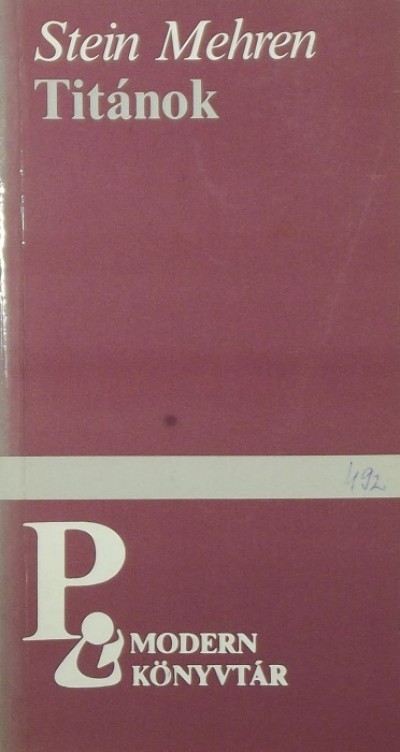 Stein Mehren
Titánok
492
P
MODERN
KÖNYVTÁR